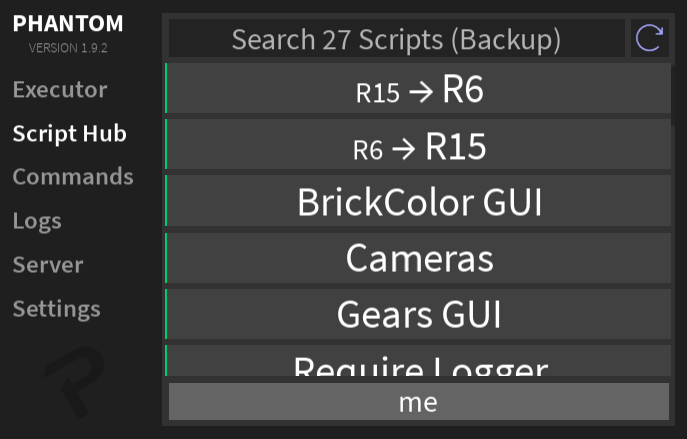 PHANTOM
VERSION 1.9.2
Executor
Script Hub
Commands
Logs
Server
Settings
Search 27 Scripts (Backup)
R15 → R6
R6 → R15
BrickColor GUI
Cameras
Gears GUI
Require Logger
me